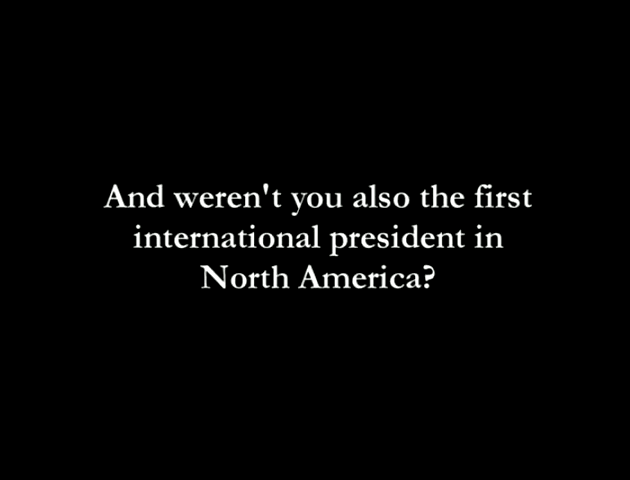 And weren't you also the first
international president in
North America?